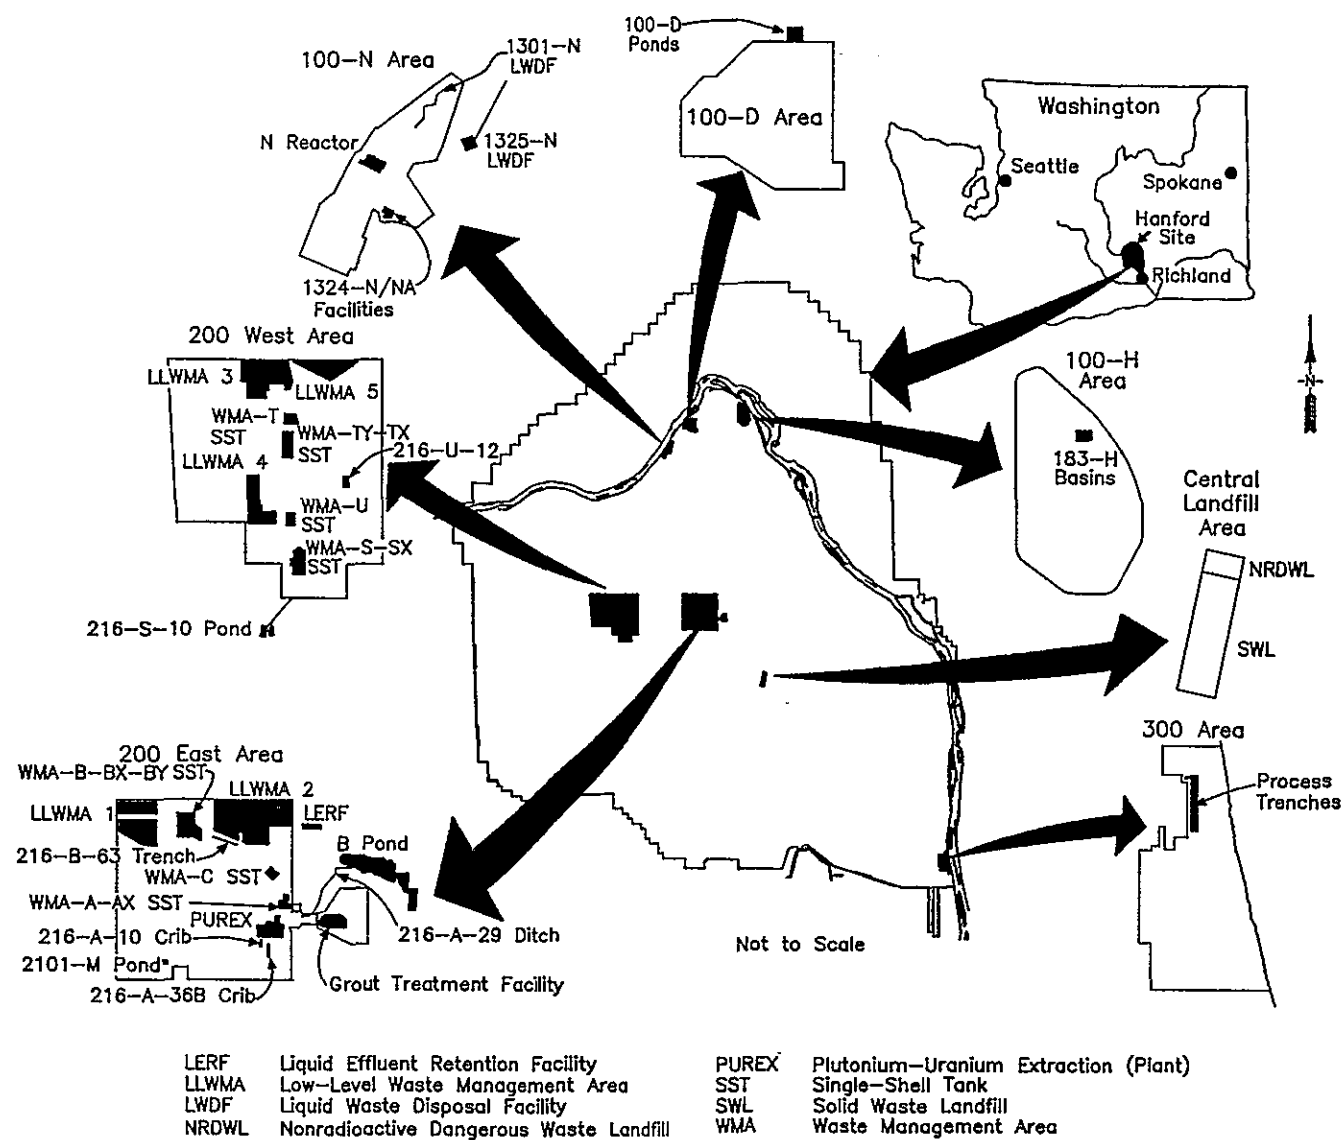 100-D
Ponds
100-N Area
1301-N
LWDF
N Reactor
1325-N
LWDF
1324-N/NA
Facilities
100-D Area
Washington
Seattle
Spokane
Hanford
Site
Richland
-N-
200 West Area
LLWMA 3
LLWMA 5
WMA-T
SST
WMA-TY-TX
SST
216-U-12
LLWMA 4
WMA-U
SST
WMA-S-SX
SST
216-S-10 Pond
100-H
Area
183-H
Basins
Central
Landfill
Area
NRDWL
SWL
200 East Area
WMA-B-BX-BY SST
LLWMA 2
LLWMA 1
LERF
216-B-63 Trench
B Pond
WMA-C SST
WMA-A-AX SST
PUREX
216-A-29 Ditch
216-A-10 Crib
2101-M Pond
216-A-36B Crib
Grout Treatment Facility
300 Area
Process
Trenches
Not to Scale
LERF Liquid Effluent Retention Facility
LLWMA Low-Level Waste Management Area
LWDF Liquid Waste Disposal Facility
NRDWL Nonradioactive Dangerous Waste Landfill
PUREX Plutonium-Uranium Extraction (Plant)
SST Single-Shell Tank
SWL Solid Waste Landfill
WMA Waste Management Area